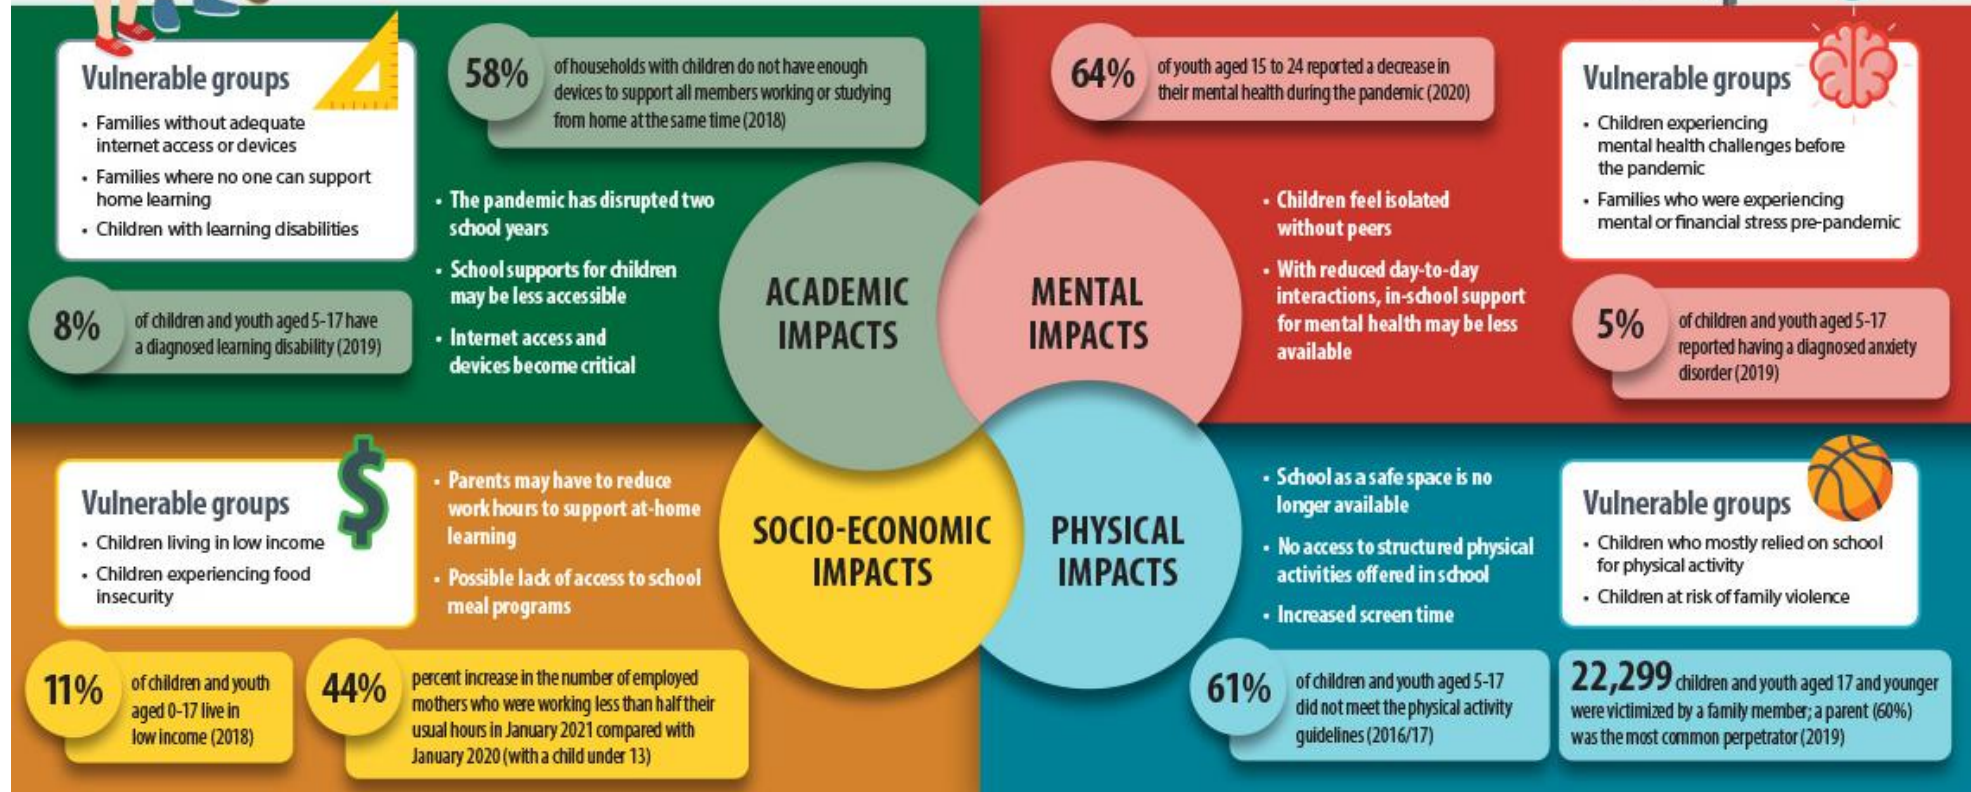 Vulnerable groups
• Families without adequate
internet access or devices
• Families where no one can support
home learning
• Children with learning disabilities
58%
of households with children do not have enough
devices to support all members working or studying
from home at the same time (2018)
8%
of children and youth aged 5-17 have
a diagnosed learning disability (2019)
• The pandemic has disrupted two
school years
• School supports for children
may be less accessible
• Internet access and
devices become critical
ACADEMIC
IMPACTS
64%
of youth aged 15 to 24 reported a decrease in
their mental health during the pandemic (2020)
MENTAL
IMPACTS
• Children feel isolated
without peers
• With reduced day-to-day
interactions, in-school support
for mental health may be less
available
Vulnerable groups
• Children experiencing
mental health challenges before
the pandemic
• Families who were experiencing
mental or financial stress pre-pandemic
5%
of children and youth aged 5-17
reported having a diagnosed anxiety
disorder (2019)
Vulnerable groups
• Children living in low income
• Children experiencing food
insecurity
• Parents may have to reduce
work hours to support at-home
learning
• Possible lack of access to school
meal programs
SOCIO-ECONOMIC
IMPACTS
11%
of children and youth
aged 0-17 live in
low income (2018)
44%
percent increase in the number of employed
mothers who were working less than half their
usual hours in January 2021 compared with
January 2020 (with a child under 13)
PHYSICAL
IMPACTS
• School as a safe space is no
longer available
• No access to structured physical
activities offered in school
• Increased screen time
Vulnerable groups
• Children who mostly relied on school
for physical activity
• Children at risk of family violence
61%
of children and youth aged 5-17
did not meet the physical activity
guidelines (2016/17)
22,299 children and youth aged 17 and younger
were victimized by a family member; a parent (60%)
was the most common perpetrator (2019)